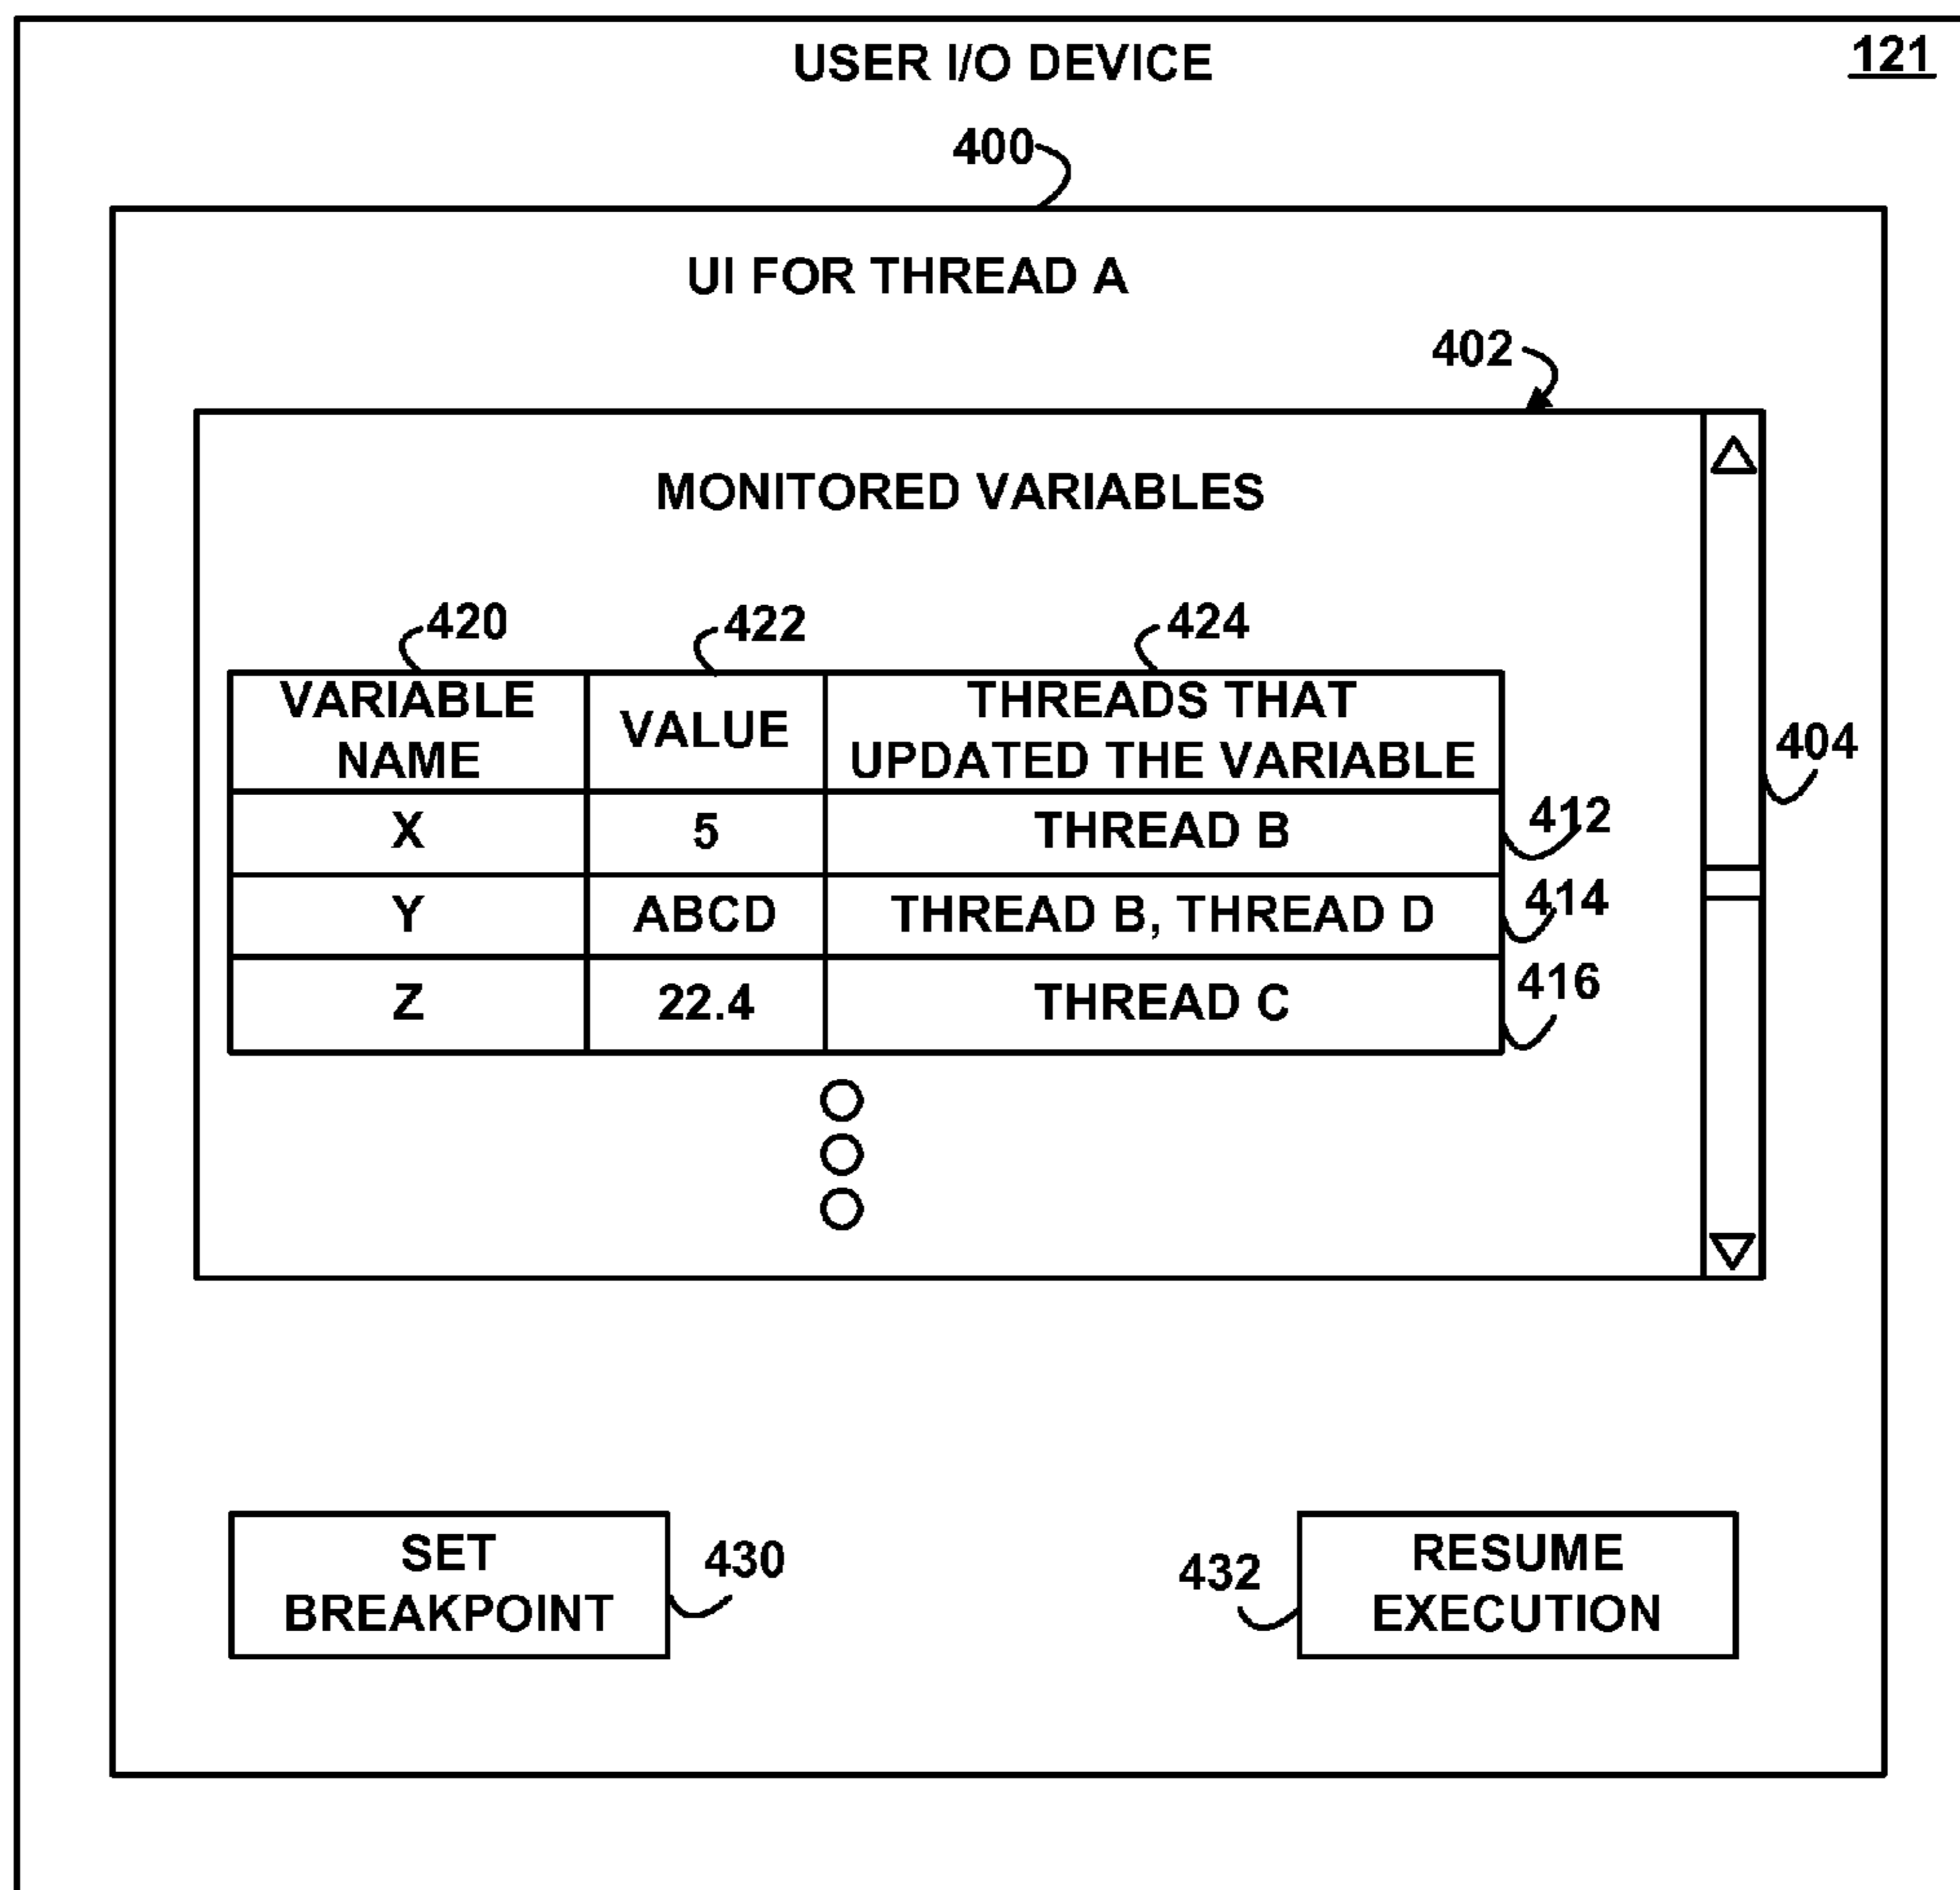 USER I/O DEVICE 121
400
UI FOR THREAD A
402
MONITORED VARIABLES
420 422 424
VARIABLE NAME VALUE THREADS THAT UPDATED THE VARIABLE
404
X 5 THREAD B 412
Y ABCD THREAD B, THREAD D 414
Z 22.4 THREAD C 416
SET
BREAKPOINT
430
432
RESUME
EXECUTION